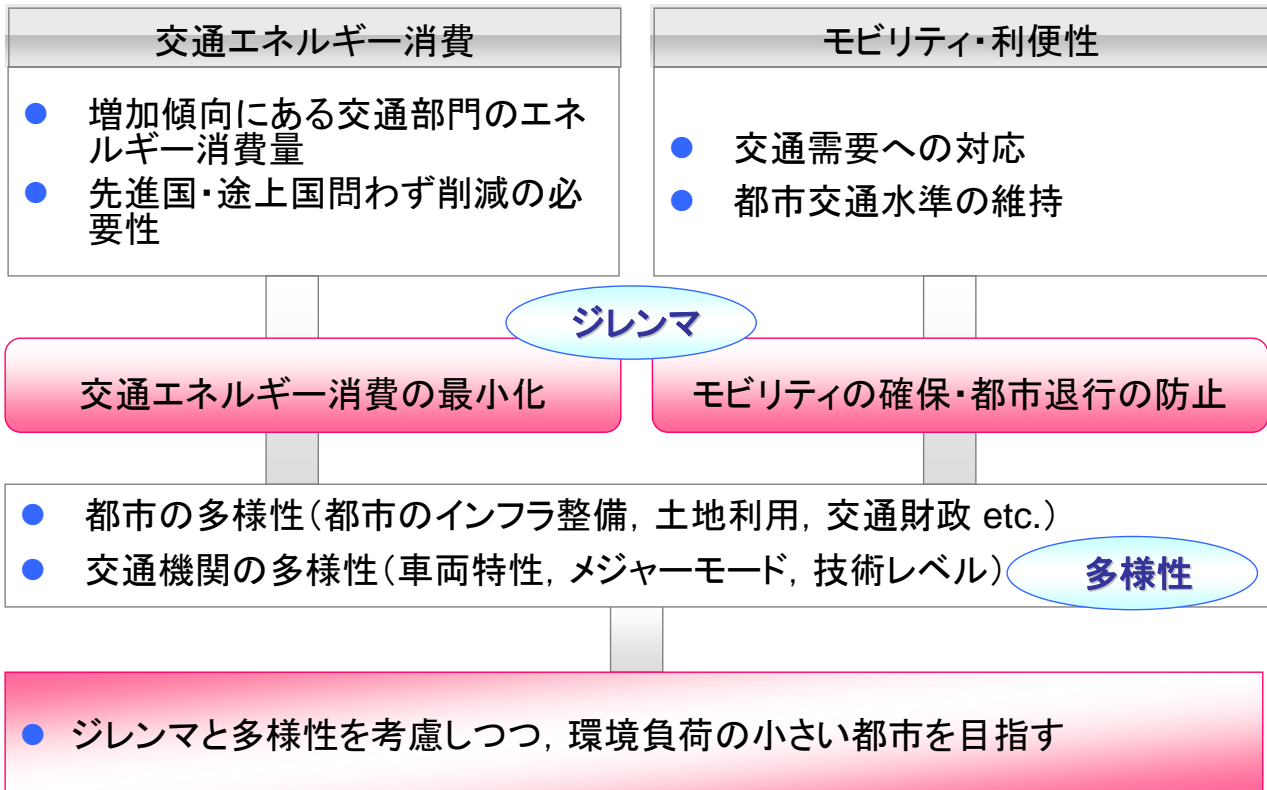 交通エネルギー消費
● 増加傾向にある交通部門のエネ
ルギー消費量
● 先進国・途上国問わず削減の必
要性
モビリティ・利便性
● 交通需要への対応
● 都市交通水準の維持
ジレンマ
交通エネルギー消費の最小化
モビリティの確保・都市退行の防止
● 都市の多様性(都市のインフラ整備, 土地利用, 交通財政 etc.)
● 交通機関の多様性(車両特性, メジャーモード, 技術レベル)
多様性
● ジレンマと多様性を考慮しつつ, 環境負荷の小さい都市を目指す